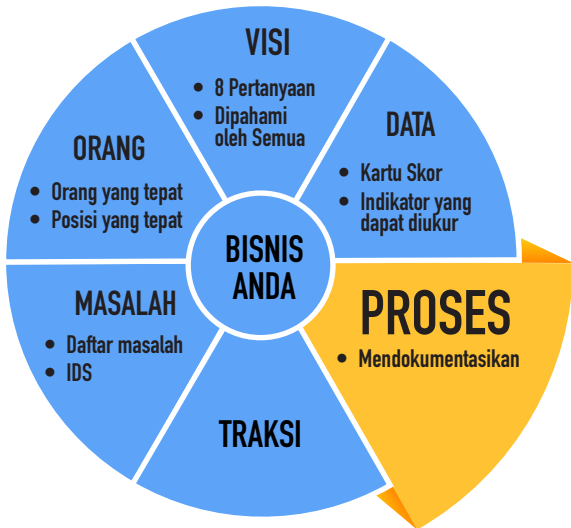 VISI
• 8 Pertanyaan
• Dipahami
oleh Semua
DATA
• Kartu Skor
• Indikator yang
dapat diukur
ORANG
• Orang yang tepat
• Posisi yang tepat
BISNIS
ANDA
PROSES
• Mendokumentasikan
MASALAH
• Daftar masalah
• IDS
TRAKSI